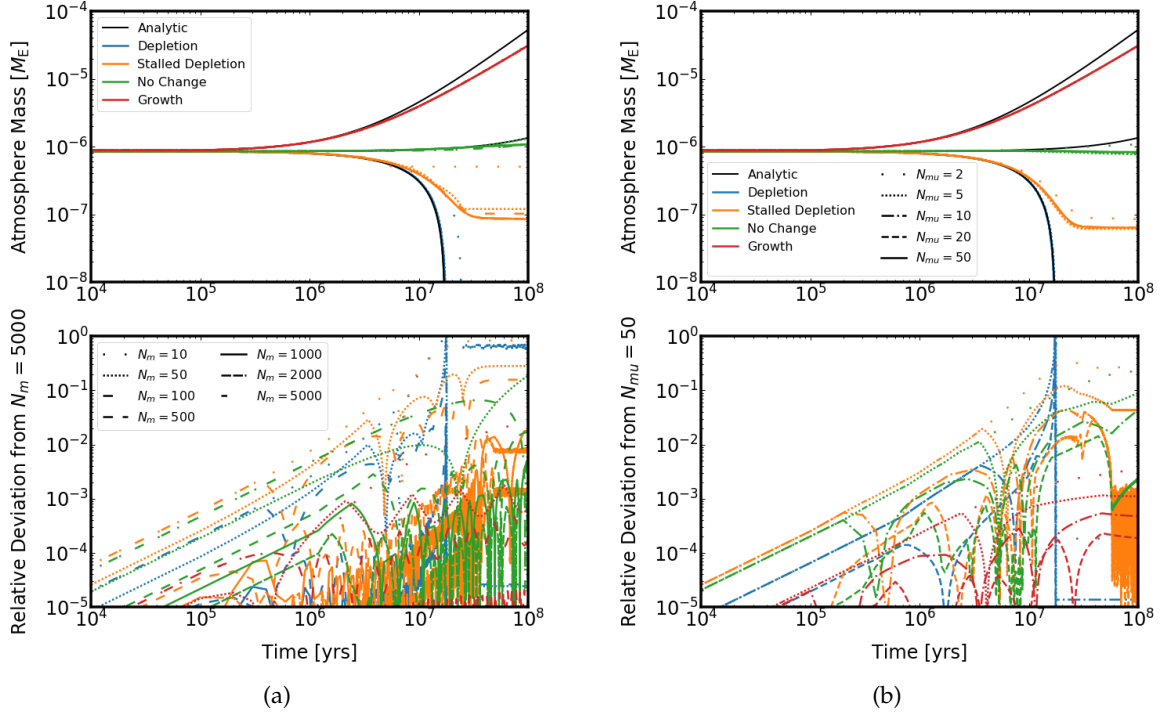 Atmosphere Mass [M_E]
10^-4
10^-5
10^-6
10^-7
10^-8
Analytic
Depletion
Stalled Depletion
No Change
Growth
10^4 10^5 10^6 10^7 10^8
Relative Deviation from N_m = 5000
10^0
10^-1
10^-2
10^-3
10^-4
10^-5
N_m = 10
N_m = 50
N_m = 100
N_m = 500
N_m = 1000
N_m = 2000
N_m = 5000
10^4 10^5 10^6 10^7 10^8
Time [yrs]
(a)
Atmosphere Mass [M_E]
10^-4
10^-5
10^-6
10^-7
10^-8
Analytic
Depletion
Stalled Depletion
No Change
Growth
N_mu = 2
N_mu = 5
N_mu = 10
N_mu = 20
N_mu = 50
10^4 10^5 10^6 10^7 10^8
Relative Deviation from N_mu = 50
10^0
10^-1
10^-2
10^-3
10^-4
10^-5
10^4 10^5 10^6 10^7 10^8
Time [yrs]
(b)